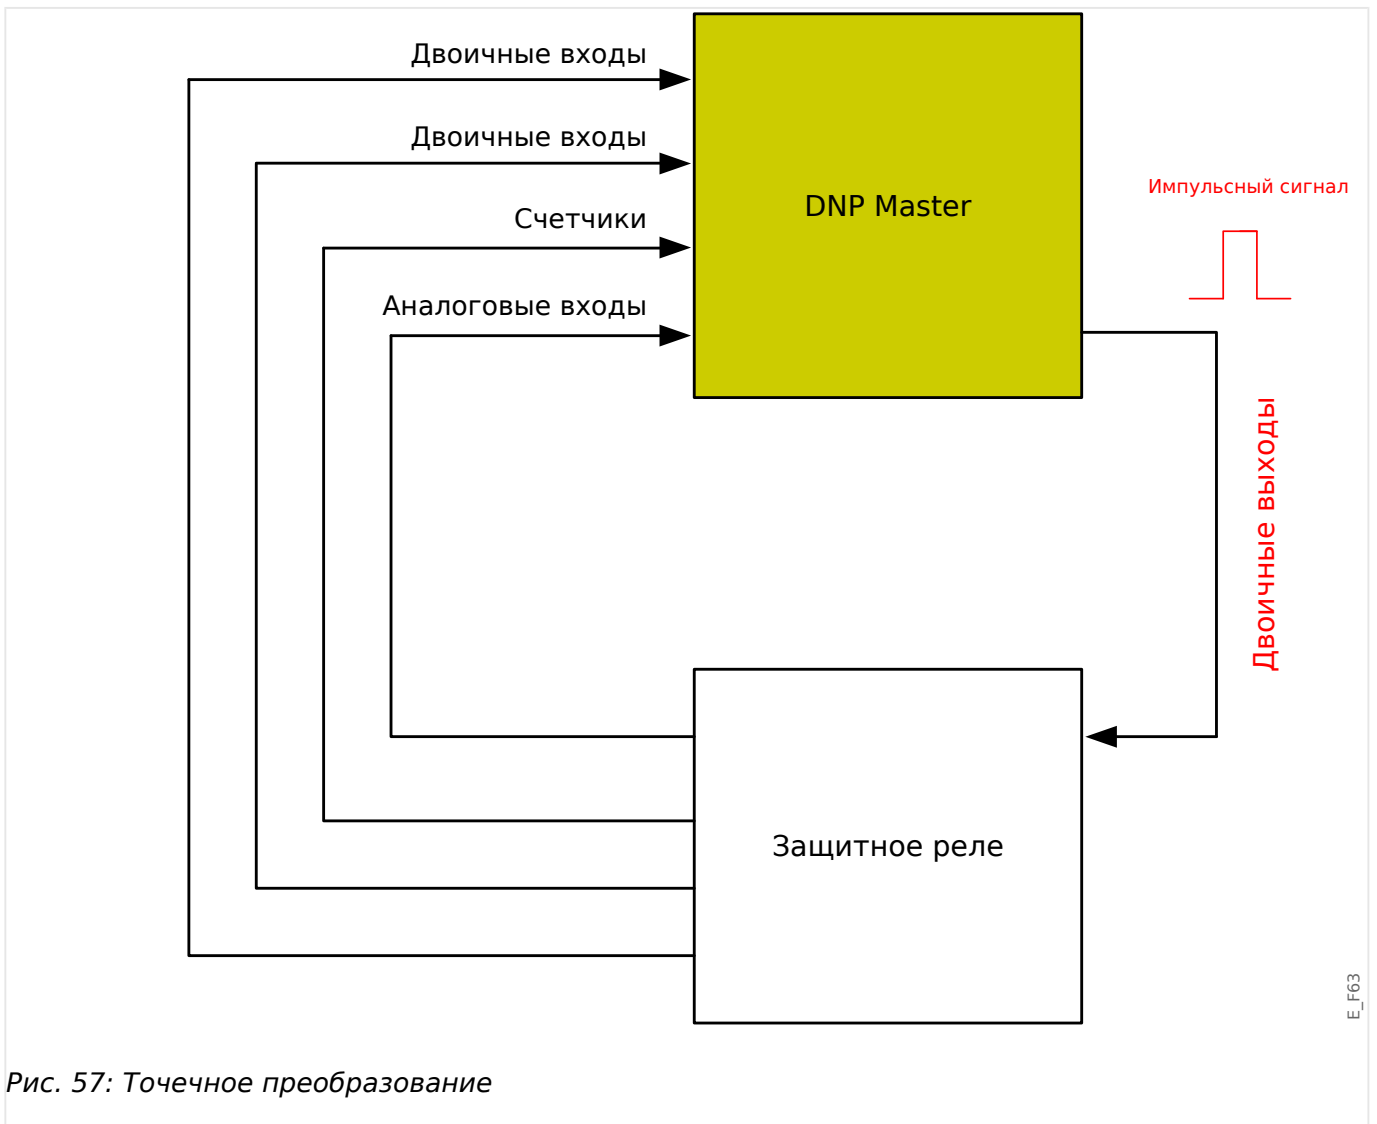 Двоичные входы
Двоичные входы
Счетчики
Аналоговые входы
DNP Master
Импульсный сигнал
Двоичные выходы
Защитное реле
E_F63
Рис. 57: Точечное преобразование